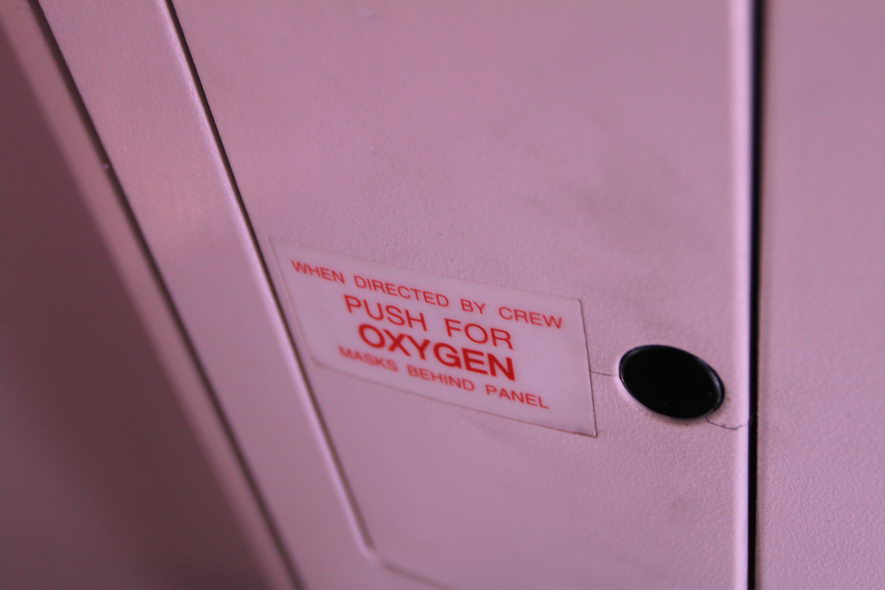 WHEN DIRECTED BY CREW
PUSH FOR
OXYGEN
MASKS BEHIND PANEL